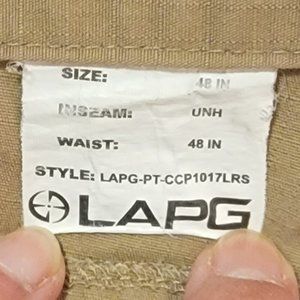 SIZE: 48 IN
INSEAM: UNH
WAIST: 48 IN
STYLE: LAPG-PT-CCP1017LRS
LAPG